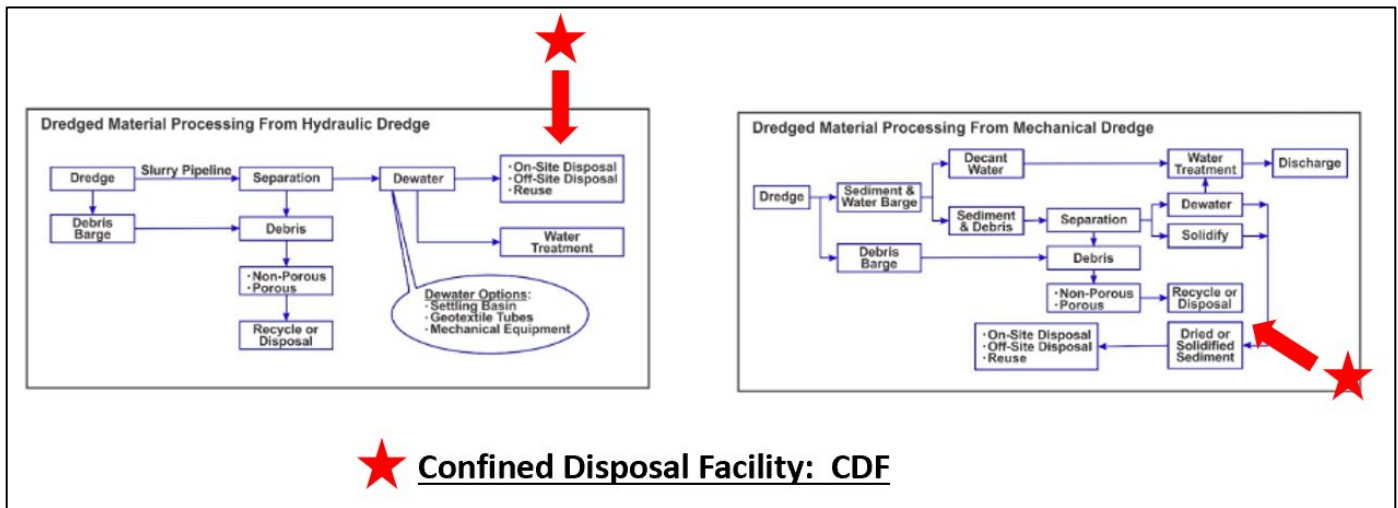 Dredged Material Processing From Hydraulic Dredge
Dredge
Slurry Pipeline
Separation
Dewater
·On-Site Disposal
·Off-Site Disposal
·Reuse
Debris
Barge
Debris
Water
Treatment
·Non-Porous
·Porous
Dewater Options:
·Settling Basin
·Geotextile Tubes
·Mechanical Equipment
Recycle or
Disposal
Dredged Material Processing From Mechanical Dredge
Decant
Water
Water
Treatment
Discharge
Dredge
Sediment &
Water Barge
Sediment
& Debris
Separation
Dewater
Solidify
Debris
Barge
Debris
·Non-Porous
·Porous
Recycle or
Disposal
·On-Site Disposal
·Off-Site Disposal
·Reuse
Dried or
Solidified
Sediment
Confined Disposal Facility: CDF